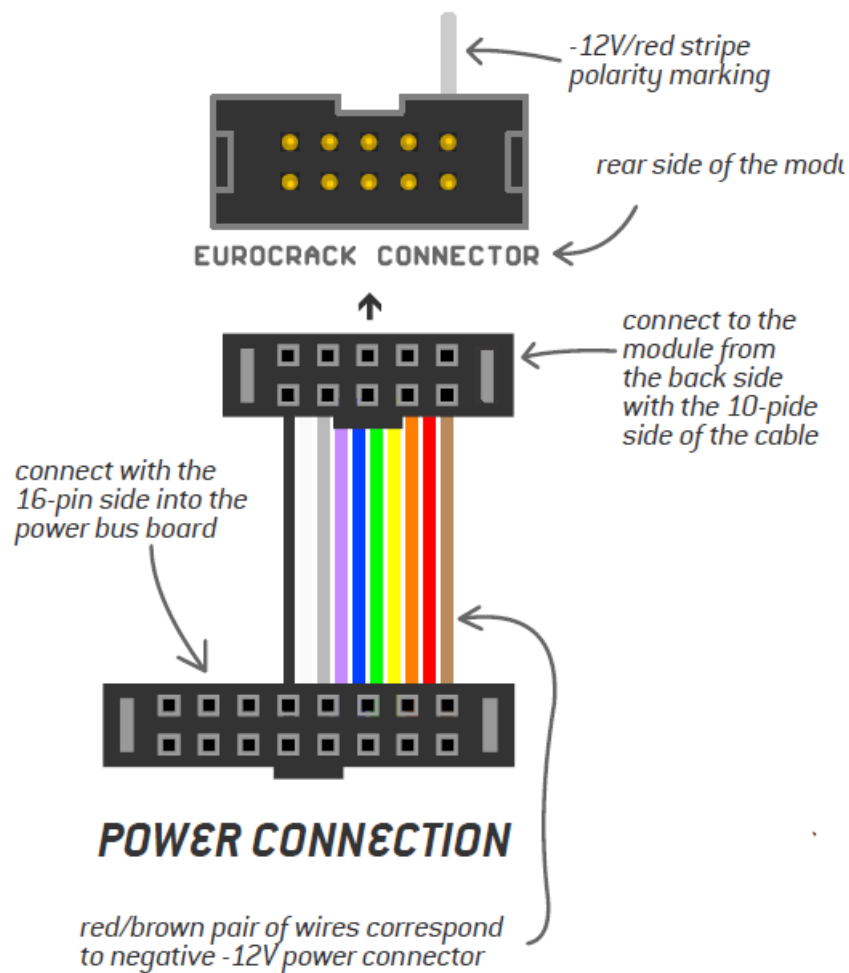 -12V/red stripe
polarity marking
rear side of the modu
EUROCRACK CONNECTOR
connect to the
module from
the back side
with the 10-pide
side of the cable
connect with the
16-pin side into the
power bus board
POWER CONNECTION
red/brown pair of wires correspond
to negative -12V power connector